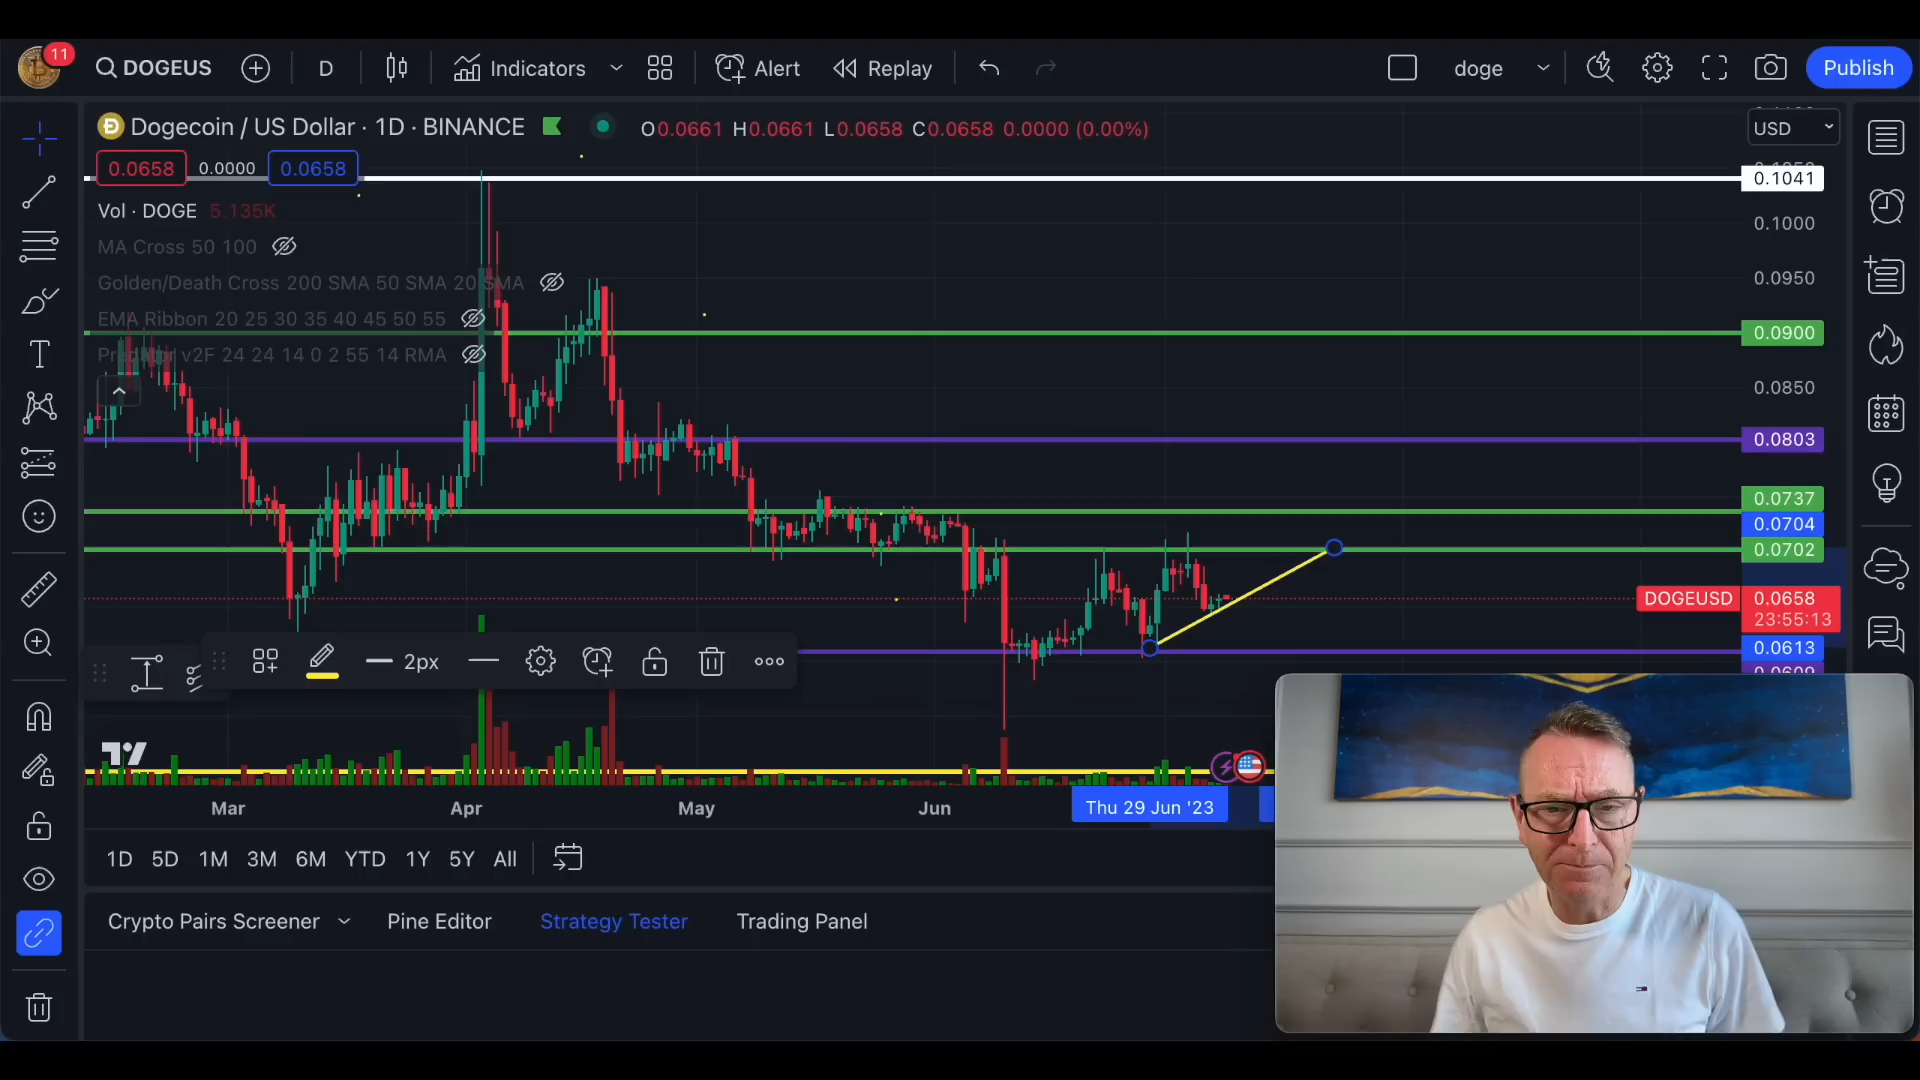 11
DOGEUS
D
Indicators
Alert
Replay
doge
Publish
Dogecoin / US Dollar · 1D · BINANCE
O0.0661 H0.0661 L0.0658 C0.0658 0.0000 (0.00%)
USD
0.0658 0.0000 0.0658
0.1041
Vol · DOGE 5.135K
0.1000
MA Cross 50 100
Golden/Death Cross 200 SMA 50 SMA 20 SMA
0.0950
EMA Ribbon 20 25 30 35 40 45 50 55
0.0900
v2F 24 24 14 0 2 55 14 RMA
0.0850
0.0803
0.0737
0.0704
0.0702
DOGEUSD 0.0658
23:55:13
0.0613
2px
Mar
Apr
May
Jun
Thu 29 Jun '23
1D 5D 1M 3M 6M YTD 1Y 5Y All
Crypto Pairs Screener
Pine Editor
Strategy Tester
Trading Panel